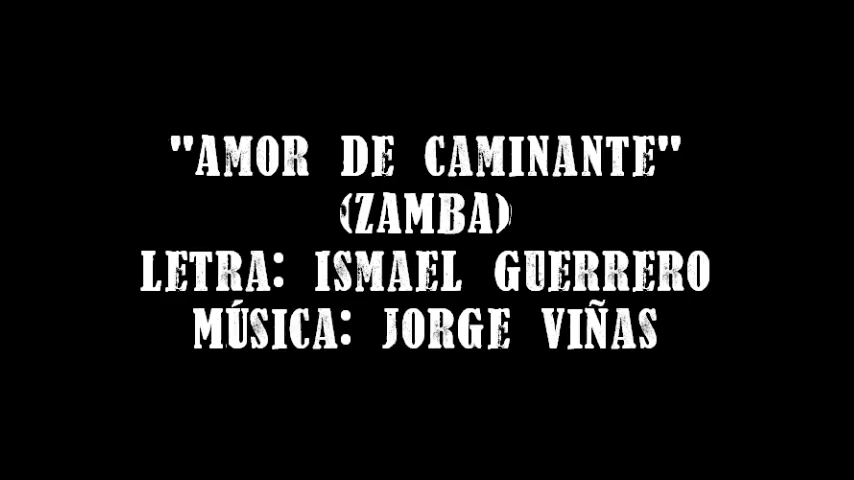 "AMOR DE CAMINANTE"
(ZAMBA)
LETRA: ISMAEL GUERRERO
MÚSICA: JORGE VIÑAS